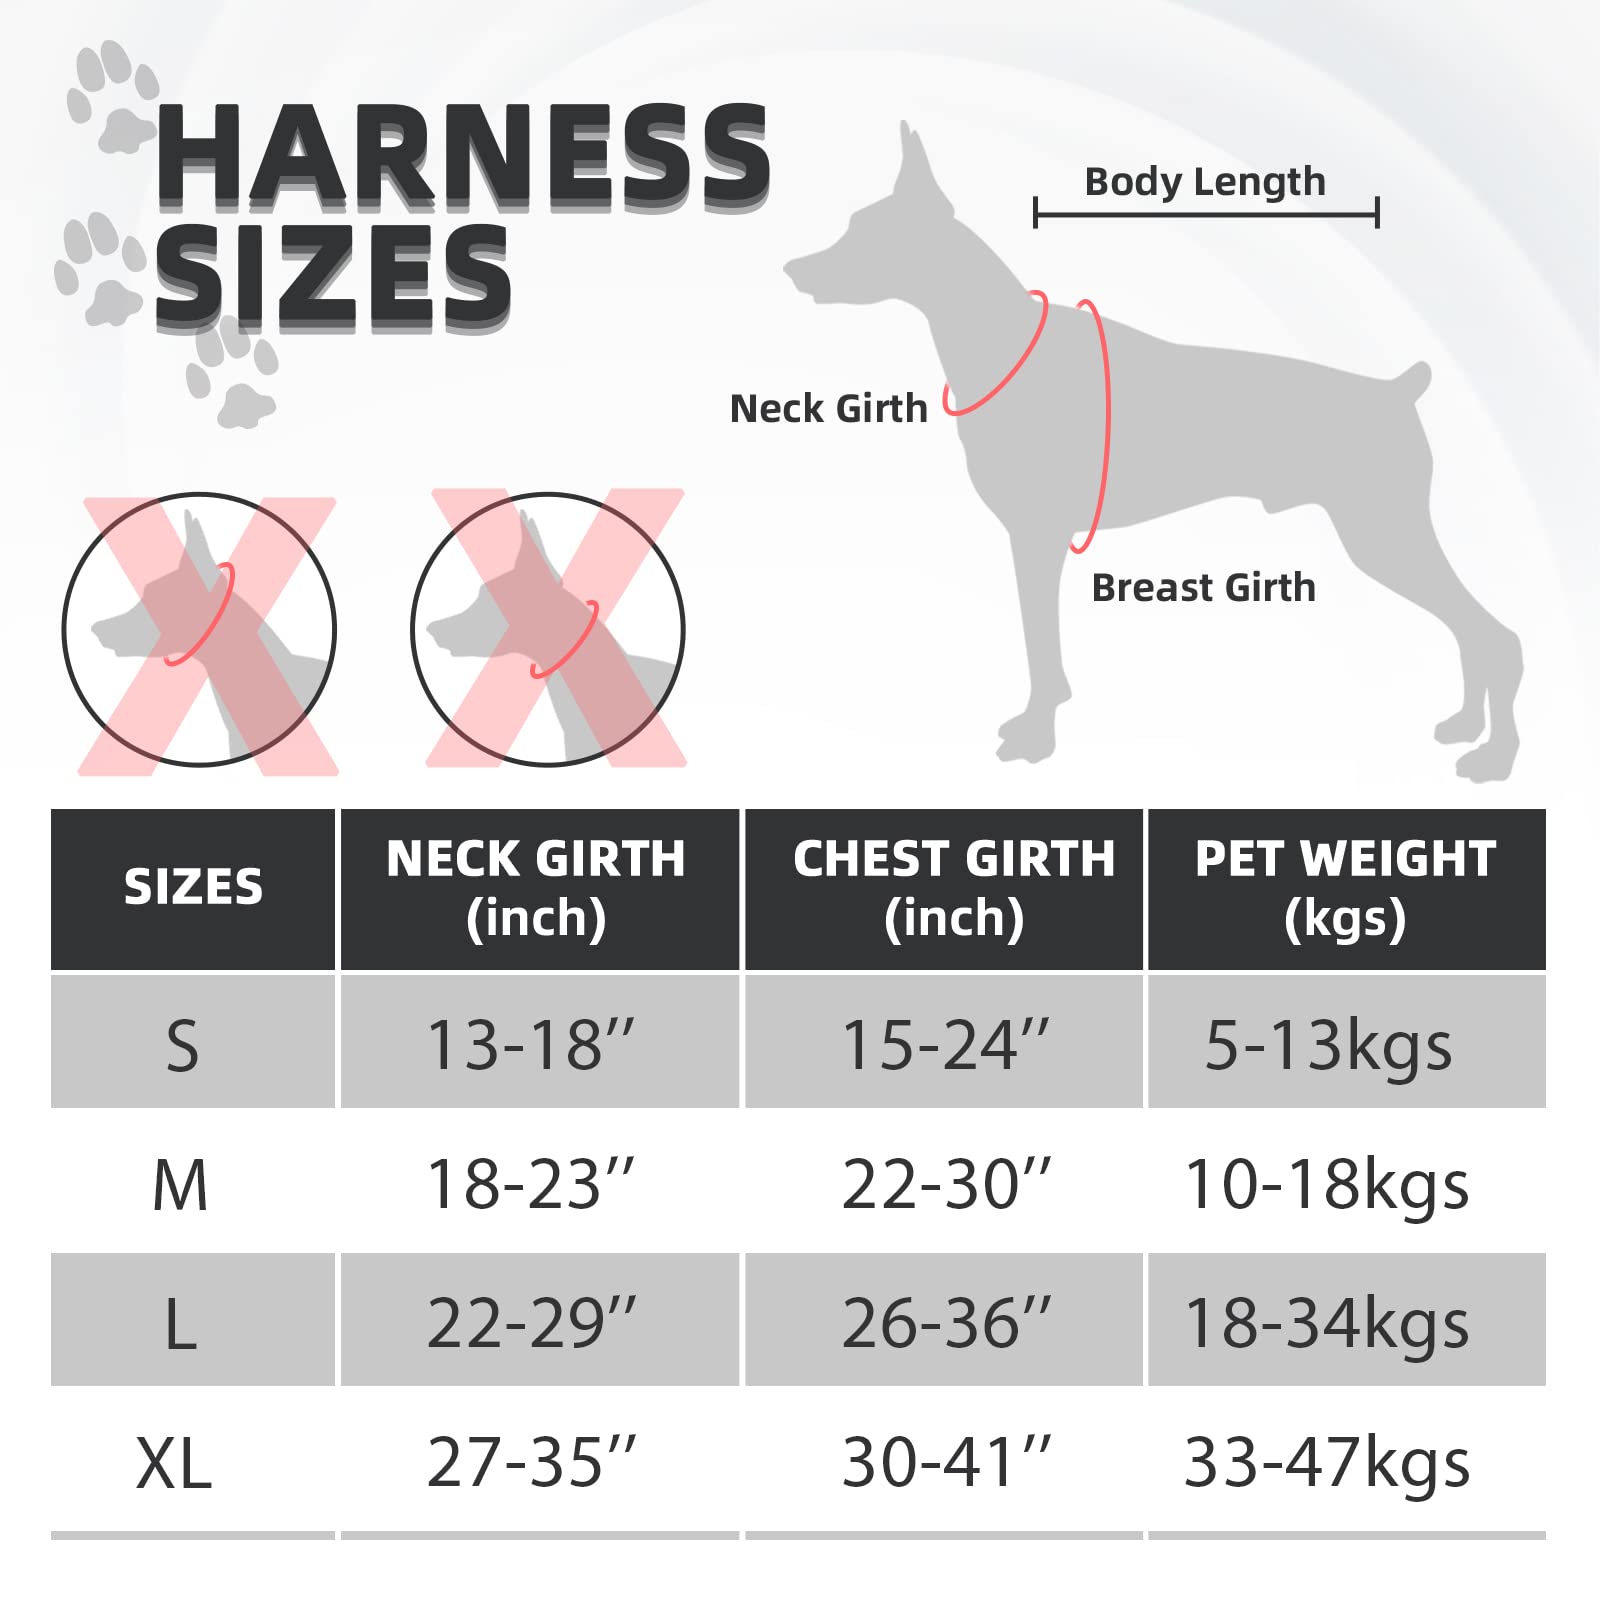 HARNESS
SIZES
Body Length
Neck Girth
Breast Girth
SIZES
NECK GIRTH
(inch)
CHEST GIRTH
(inch)
PET WEIGHT
(kgs)
S 13-18’’ 15-24’’ 5-13kgs
M 18-23’’ 22-30’’ 10-18kgs
L 22-29’’ 26-36’’ 18-34kgs
XL 27-35’’ 30-41’’ 33-47kgs